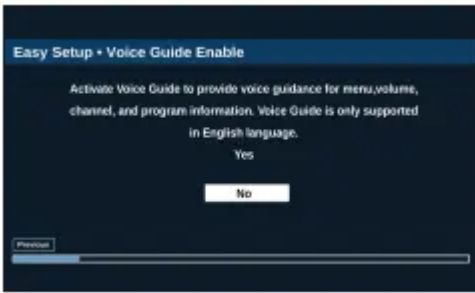 Easy Setup • Voice Guide Enable
Activate Voice Guide to provide voice guidance for menu,volume,
channel, and program information. Voice Guide is only supported
in English language.
Yes
No
Previous